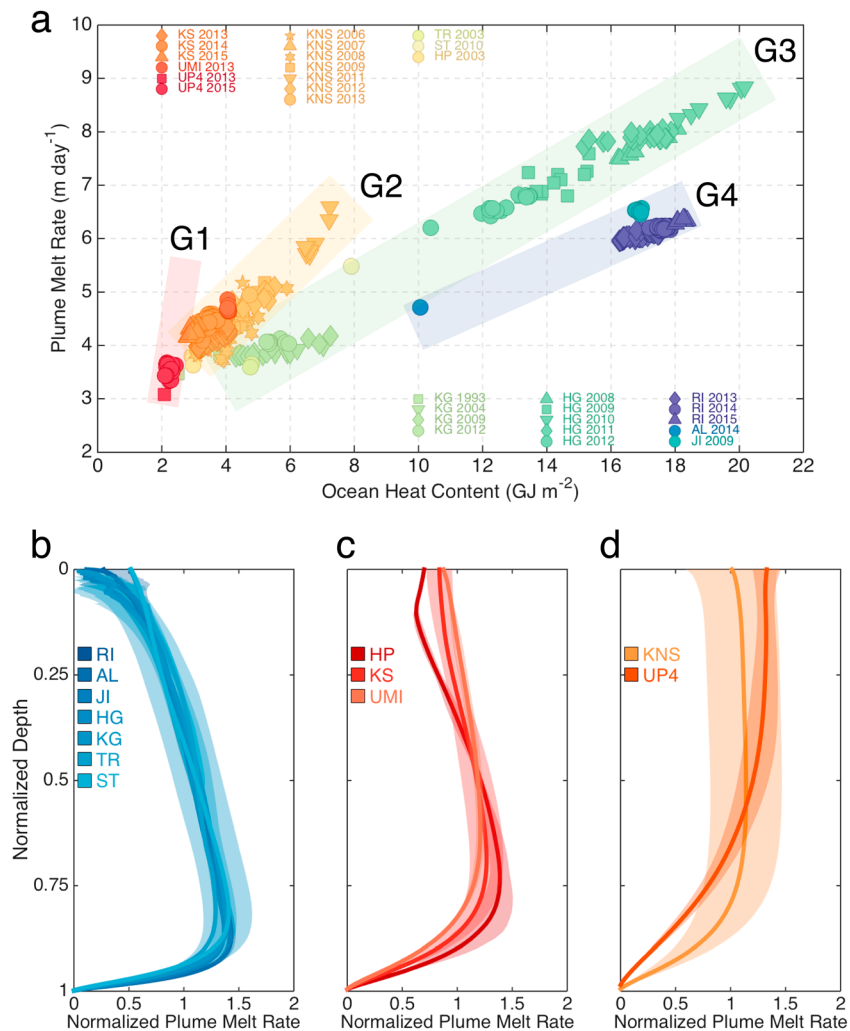 a
10
9
8
7
6
5
4
3
2
Plume Melt Rate (m day⁻¹)
KS 2013
KS 2014
KS 2015
UMI 2013
UP4 2013
UP4 2015
KNS 2006
KNS 2007
KNS 2008
KNS 2009
KNS 2011
KNS 2012
KNS 2013
TR 2003
ST 2010
HP 2003
G1
G2
G3
G4
KG 1993
KG 2004
KG 2009
KG 2012
HG 2008
HG 2009
HG 2010
HG 2011
HG 2012
RI 2013
RI 2014
RI 2015
AL 2014
JI 2009
0 2 4 6 8 10 12 14 16 18 20 22
Ocean Heat Content (GJ m⁻²)
b
0
0.25
0.5
0.75
1
Normalized Depth
RI
AL
JI
HG
KG
TR
ST
0 0.5 1 1.5 2
Normalized Plume Melt Rate
c
HP
KS
UMI
0 0.5 1 1.5 2
Normalized Plume Melt Rate
d
KNS
UP4
0 0.5 1 1.5 2
Normalized Plume Melt Rate